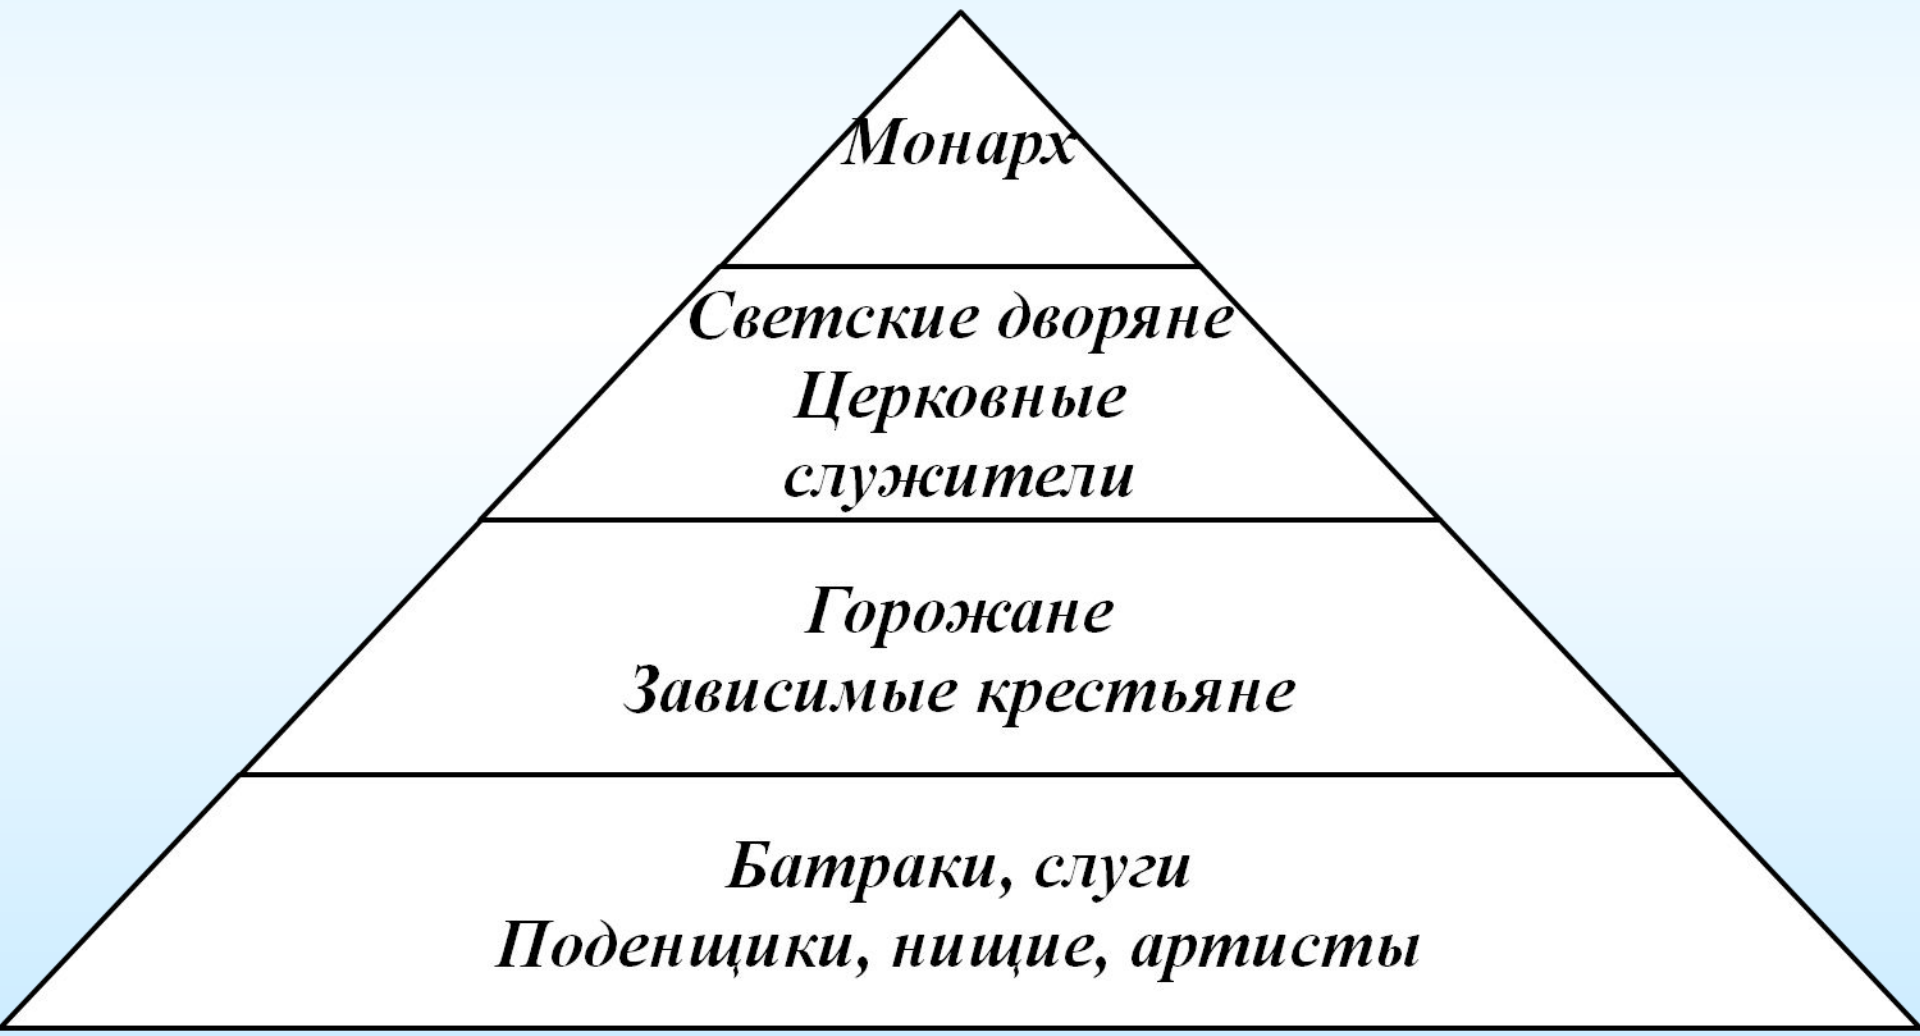 Монарх
Светские дворяне
Церковные
служители
Горожане
Зависимые крестьяне
Батраки, слуги
Поденщики, нищие, артисты